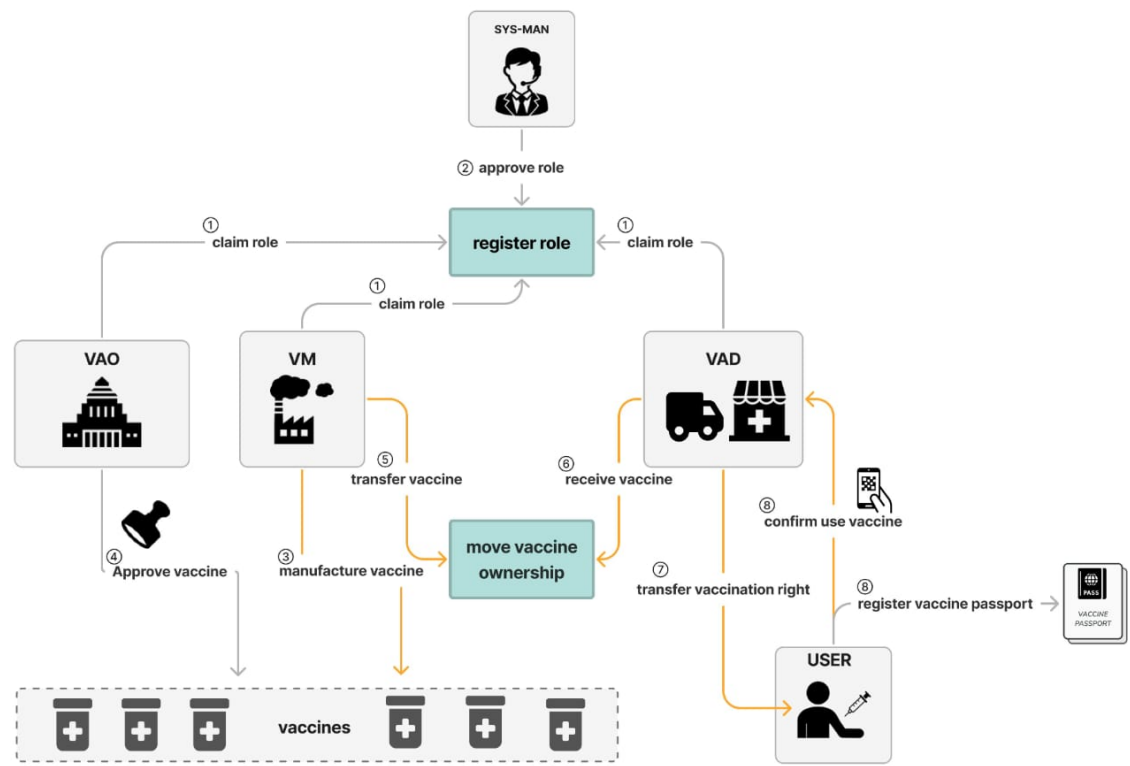 SYS-MAN
② approve role
①
claim role
register role
①
claim role
①
claim role
VAO
VM
VAD
⑤
transfer vaccine
⑥
receive vaccine
⑧
confirm use vaccine
④
Approve vaccine
③
manufacture vaccine
move vaccine
ownership
⑦
transfer vaccination right
⑧
register vaccine passport
PASS
VACCINE
PASSPORT
USER
vaccines